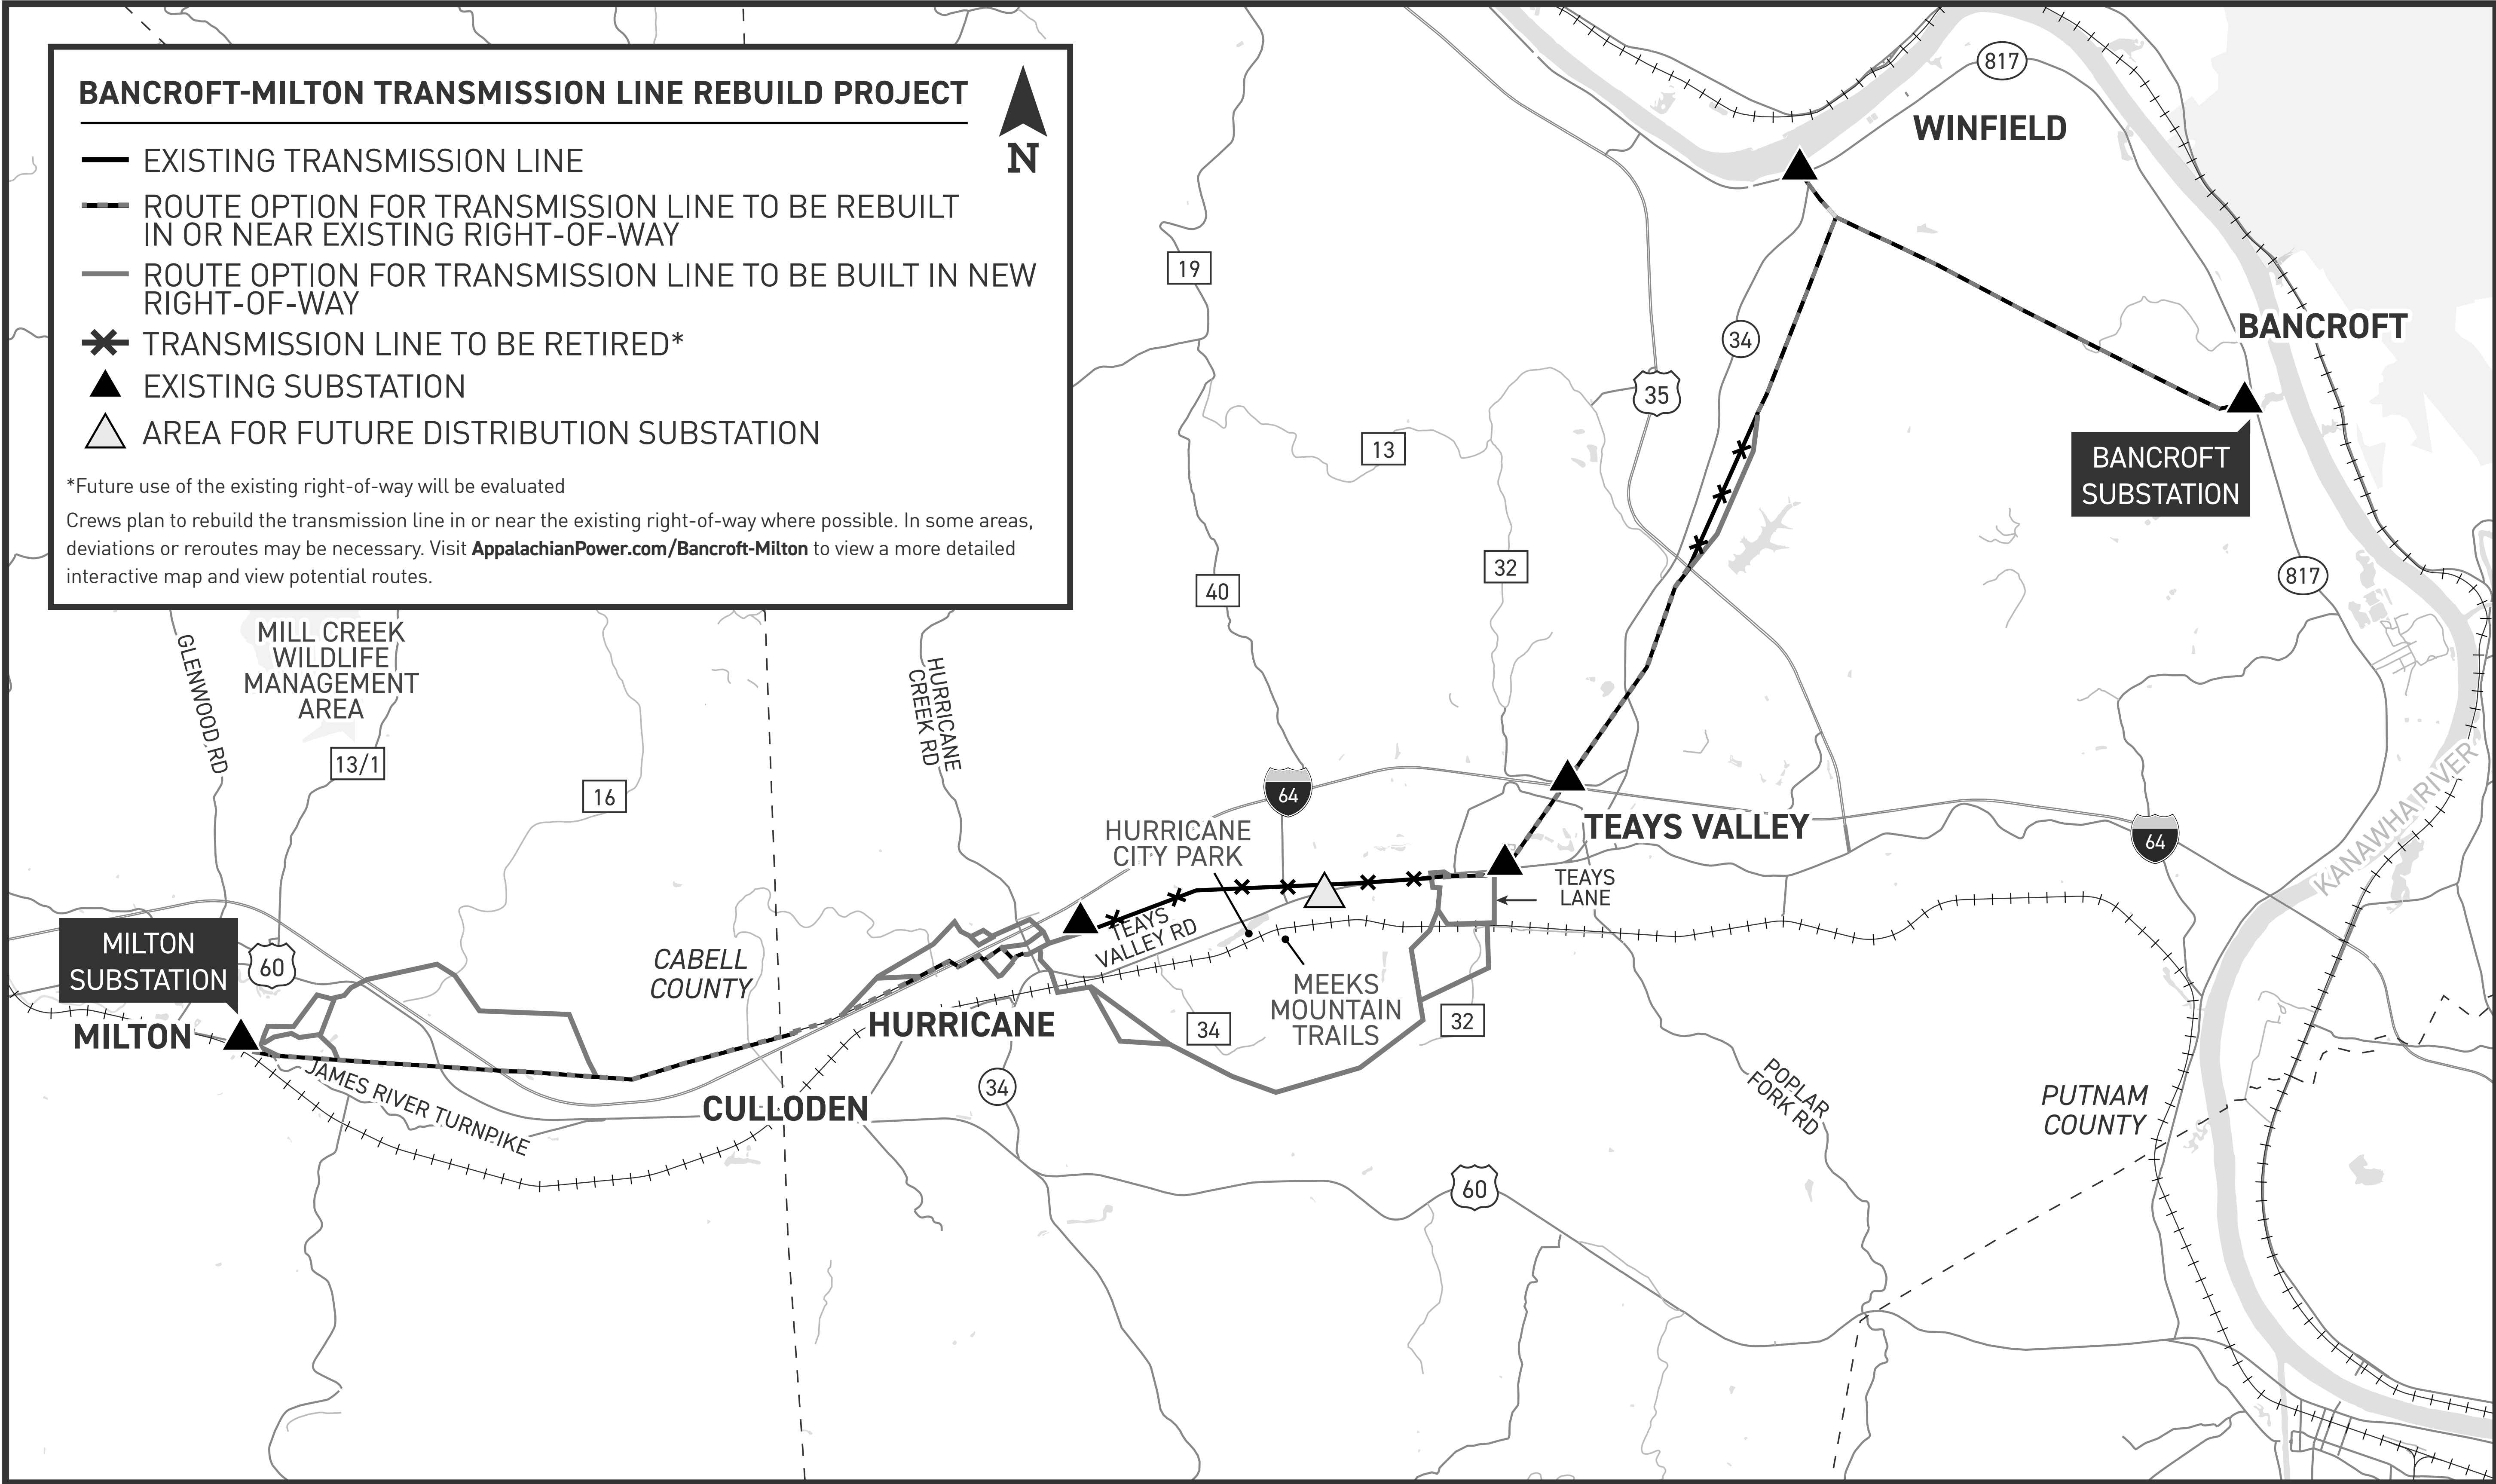 BANCROFT-MILTON TRANSMISSION LINE REBUILD PROJECT
N
EXISTING TRANSMISSION LINE
ROUTE OPTION FOR TRANSMISSION LINE TO BE REBUILT
IN OR NEAR EXISTING RIGHT-OF-WAY
ROUTE OPTION FOR TRANSMISSION LINE TO BE BUILT IN NEW
RIGHT-OF-WAY
TRANSMISSION LINE TO BE RETIRED*
EXISTING SUBSTATION
AREA FOR FUTURE DISTRIBUTION SUBSTATION
*Future use of the existing right-of-way will be evaluated
Crews plan to rebuild the transmission line in or near the existing right-of-way where possible. In some areas,
deviations or reroutes may be necessary. Visit AppalachianPower.com/Bancroft-Milton to view a more detailed
interactive map and view potential routes.
817
WINFIELD
19
34
BANCROFT
35
13
BANCROFT
SUBSTATION
32
40
817
MILL CREEK
WILDLIFE
MANAGEMENT
AREA
GLENWOOD RD
HURRICANE
CREEK RD
13/1
16
64
KANAWHA RIVER
HURRICANE
CITY PARK
TEAYS VALLEY
64
TEAYS
LANE
TEAYS
VALLEY RD
MILTON
SUBSTATION
60
CABELL
COUNTY
MEEKS
MOUNTAIN
TRAILS
MILTON
HURRICANE
34
32
JAMES RIVER TURNPIKE
34
CULLODEN
POPLAR
FORK RD
PUTNAM
COUNTY
60